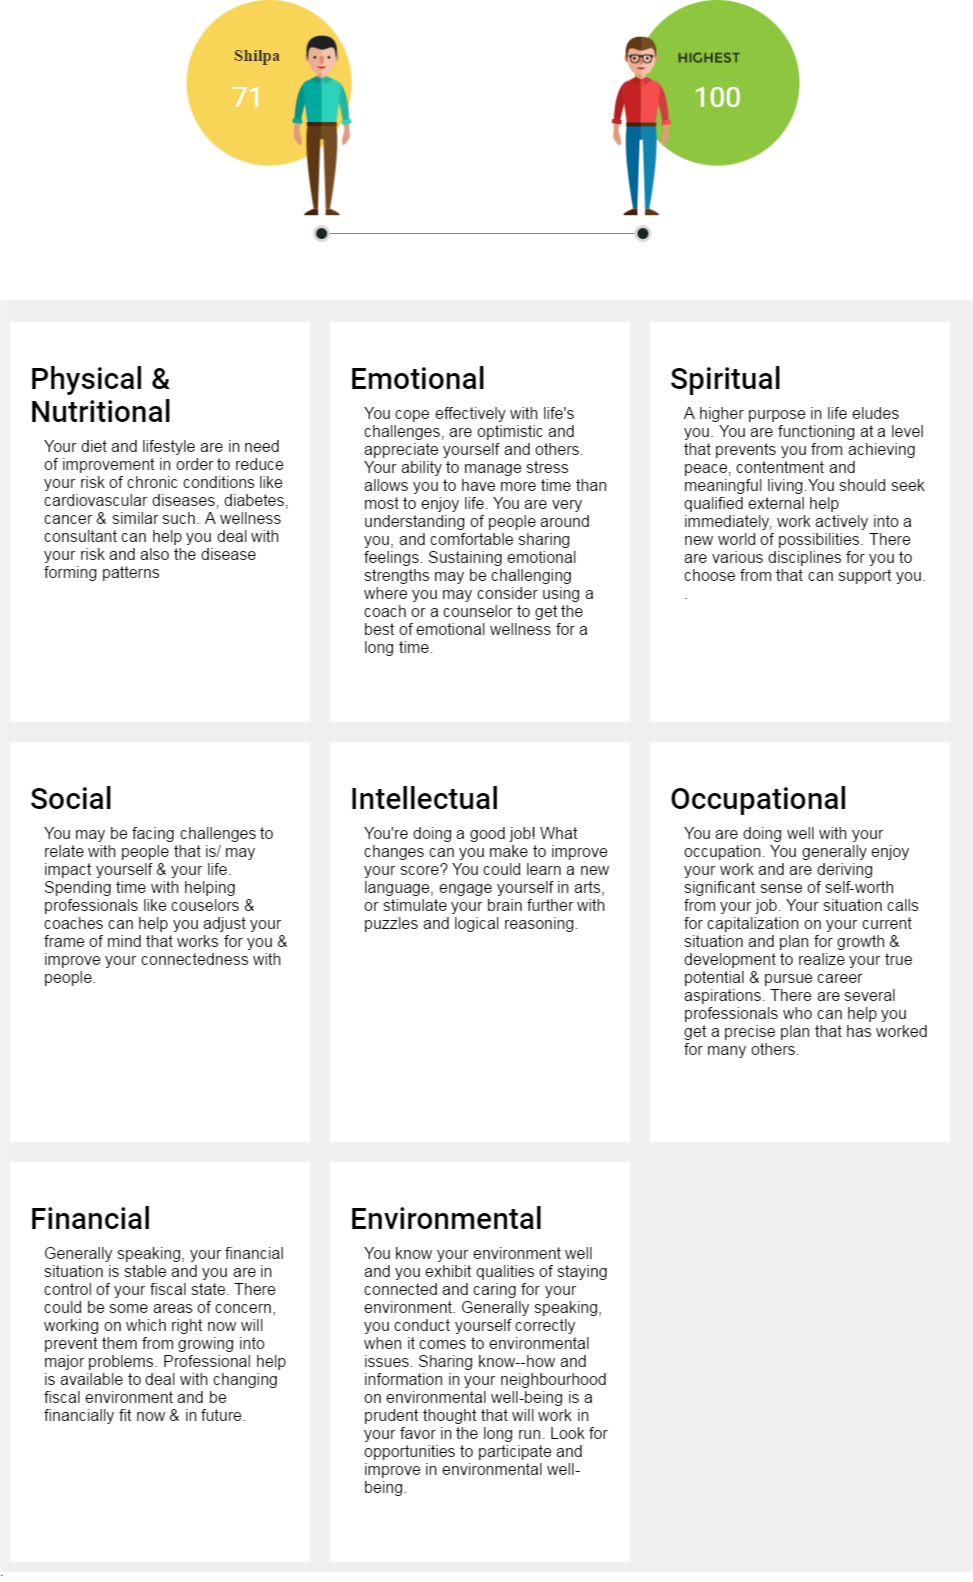 Shilpa
71
HIGHEST
100
Physical &
Nutritional
Your diet and lifestyle are in need
of improvement in order to reduce
your risk of chronic conditions like
cardiovascular diseases, diabetes,
cancer & similar such. A wellness
consultant can help you deal with
your risk and also the disease
forming patterns
Emotional
You cope effectively with life's
challenges, are optimistic and
appreciate yourself and others.
Your ability to manage stress
allows you to have more time than
most to enjoy life. You are very
understanding of people around
you, and comfortable sharing
feelings. Sustaining emotional
strengths may be challenging
where you may consider using a
coach or a counselor to get the
best of emotional wellness for a
long time.
Spiritual
A higher purpose in life eludes
you. You are functioning at a level
that prevents you from achieving
peace, contentment and
meaningful living.You should seek
qualified external help
immediately, work actively into a
new world of possibilities. There
are various disciplines for you to
choose from that can support you.
.
Social
You may be facing challenges to
relate with people that is/ may
impact yourself & your life.
Spending time with helping
professionals like couselors &
coaches can help you adjust your
frame of mind that works for you &
improve your connectedness with
people.
Intellectual
You're doing a good job! What
changes can you make to improve
your score? You could learn a new
language, engage yourself in arts,
or stimulate your brain further with
puzzles and logical reasoning.
Occupational
You are doing well with your
occupation. You generally enjoy
your work and are deriving
significant sense of self-worth
from your job. Your situation calls
for capitalization on your current
situation and plan for growth &
development to realize your true
potential & pursue career
aspirations. There are several
professionals who can help you
get a precise plan that has worked
for many others.
Financial
Generally speaking, your financial
situation is stable and you are in
control of your fiscal state. There
could be some areas of concern,
working on which right now will
prevent them from growing into
major problems. Professional help
is available to deal with changing
fiscal environment and be
financially fit now & in future.
Environmental
You know your environment well
and you exhibit qualities of staying
connected and caring for your
environment. Generally speaking,
you conduct yourself correctly
when it comes to environmental
issues. Sharing know--how and
information in your neighbourhood
on environmental well-being is a
prudent thought that will work in
your favor in the long run. Look for
opportunities to participate and
improve in environmental well-
being.